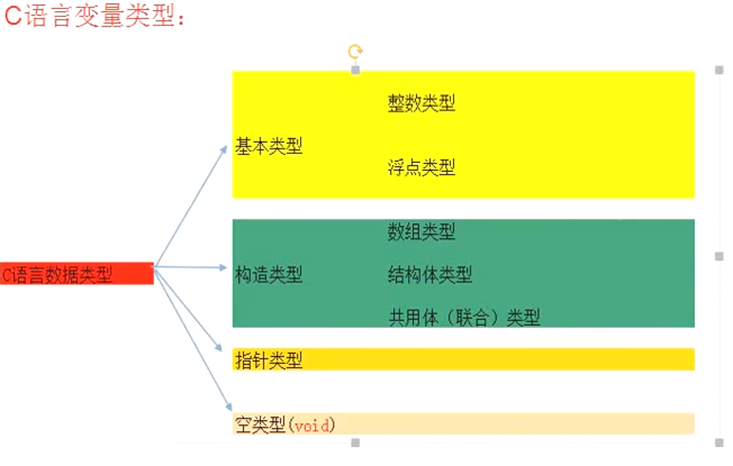 C语言变量类型：
整数类型
基本类型
浮点类型
数组类型
C语言数据类型
构造类型
结构体类型
共用体（联合）类型
指针类型
空类型(void)